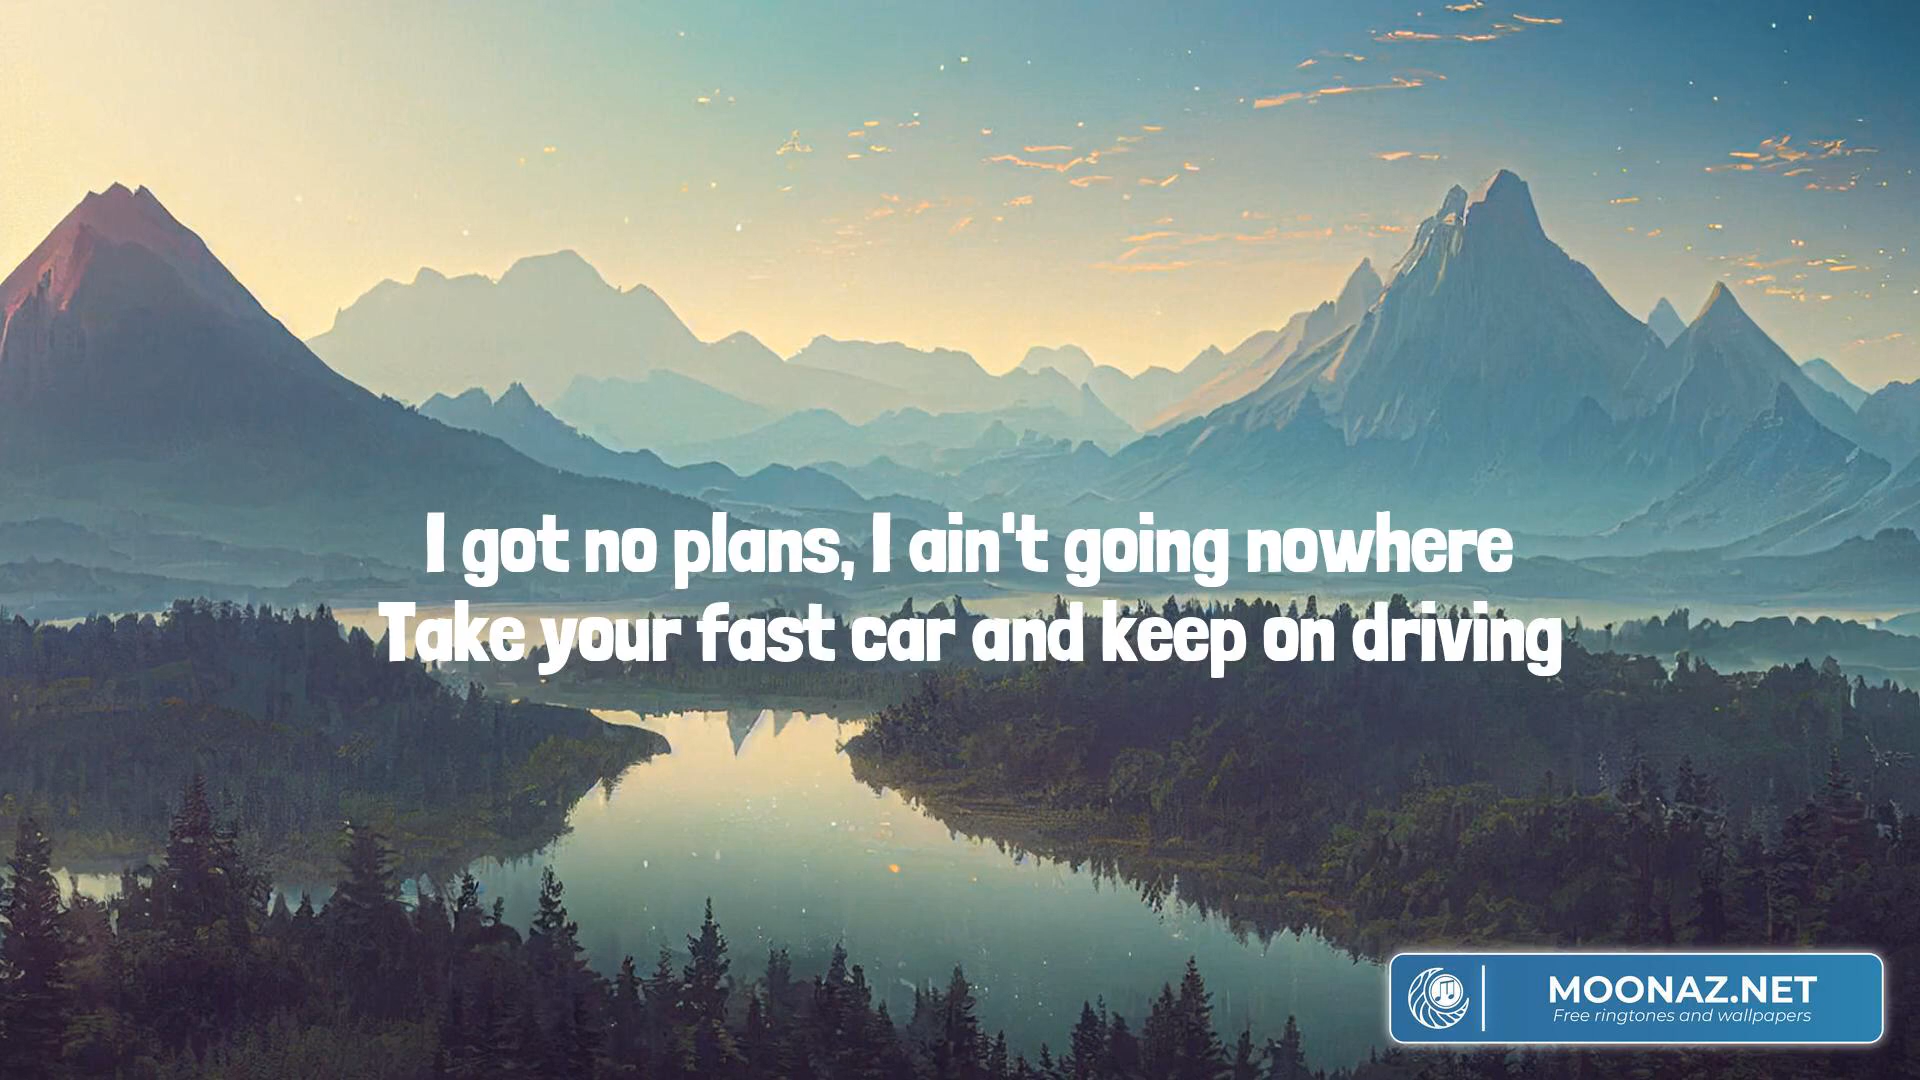 I got no plans, I ain't going nowhere
Take your fast car and keep on driving
MOONAZ.NET
Free ringtones and wallpapers